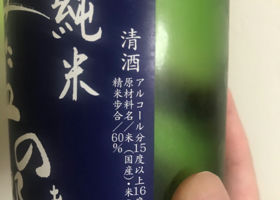 純米
清酒
アルコール分15度以上16
原材料名/米(国産)・米
精米歩合/60%